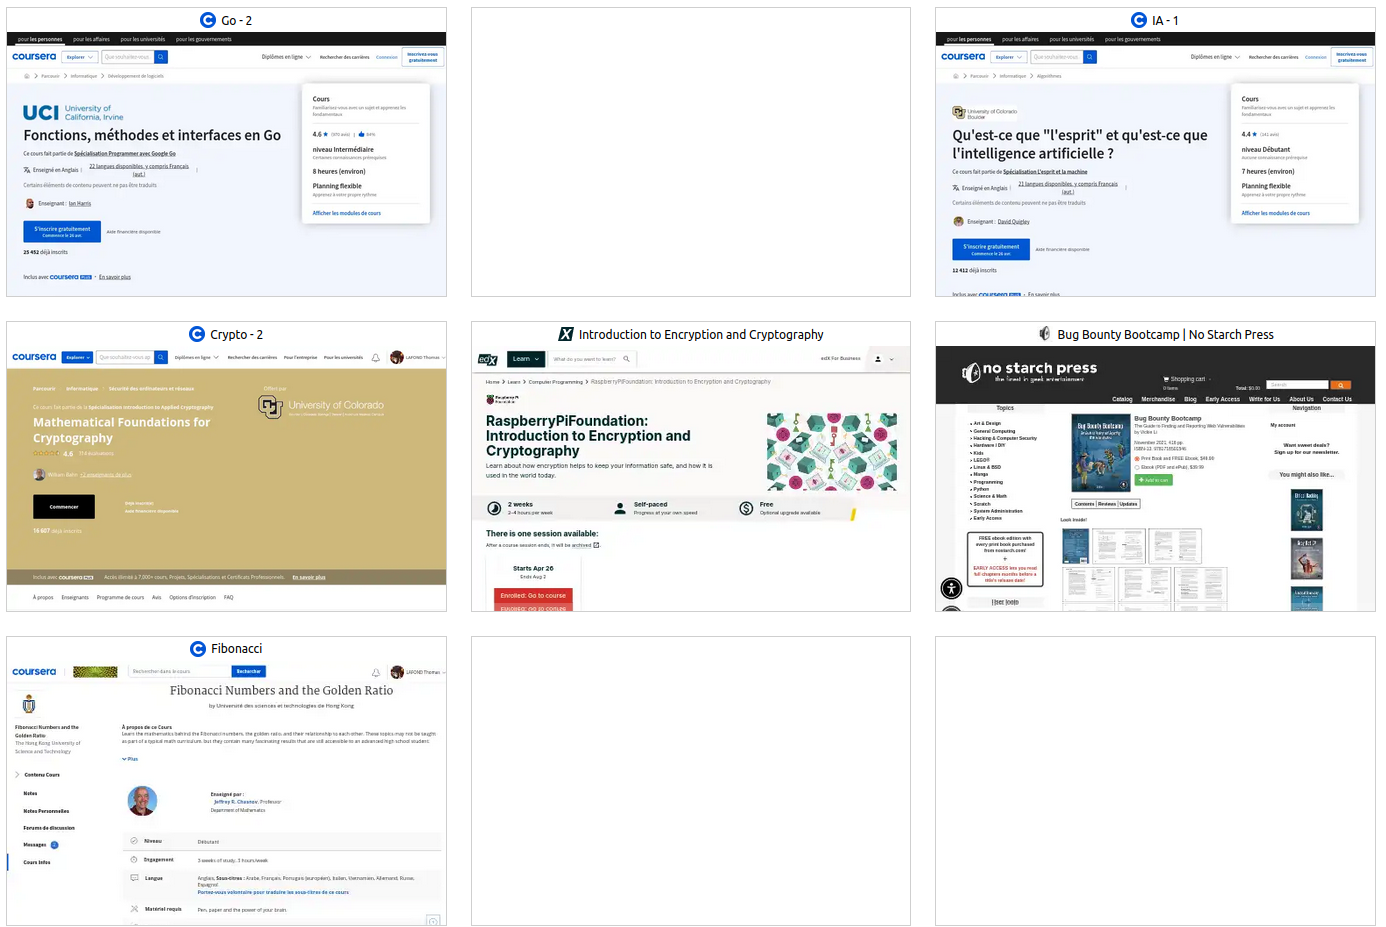 Go - 2
pour les personnes pour les affaires pour les universités pour les gouvernements
coursera Explorer Que souhaitez-vous Diplômes en ligne Rechercher des carrières Connexion Inscrivez-vous gratuitement
Parcourir Informatique Développement de logiciels
UCI University of California, Irvine
Fonctions, méthodes et interfaces en Go
Ce cours fait partie de Spécialisation Programmer avec Google Go
Enseigné en Anglais | 22 langues disponibles, y compris Français (aut.)
Certains éléments de contenu peuvent ne pas être traduits
Enseignant : Ian Harris
S'inscrire gratuitement
Commence le 26 avr.
Aide financière disponible
25 452 déjà inscrits
Inclus avec coursera PLUS • En savoir plus
Cours
Familiarisez-vous avec un sujet et apprenez les fondamentaux
4.6 (970 avis) | 94%
niveau Intermédiaire
Certaines connaissances prérequises
8 heures (environ)
Planning flexible
Apprenez à votre propre rythme
Afficher les modules de cours
IA - 1
pour les personnes pour les affaires pour les universités pour les gouvernements
coursera Explorer Que souhaitez-vous Diplômes en ligne Rechercher des carrières Connexion Inscrivez-vous gratuitement
Parcourir Informatique Algorithmes
University of Colorado Boulder
Qu'est-ce que "l'esprit" et qu'est-ce que
l'intelligence artificielle ?
Ce cours fait partie de Spécialisation L'esprit et la machine
Enseigné en Anglais | 21 langues disponibles, y compris Français (aut.)
Certains éléments de contenu peuvent ne pas être traduits
Enseignant : David Quigley
S'inscrire gratuitement
Commence le 26 avr.
Aide financière disponible
12 412 déjà inscrits
Inclus avec coursera PLUS • En savoir plus
Cours
Familiarisez-vous avec un sujet et apprenez les fondamentaux
4.4 (141 avis)
niveau Débutant
Aucune connaissance prérequise
7 heures (environ)
Planning flexible
Apprenez à votre propre rythme
Afficher les modules de cours
Crypto - 2
coursera Explorer Que souhaitez-vous ap Diplômes en ligne Rechercher des carrières Pour l'entreprise Pour les universités LAFOND Thomas
Parcourir Informatique Sécurité des ordinateurs et réseaux
Offert par
University of Colorado
Ce cours fait partie de la Spécialisation Introduction to Applied Cryptography
Mathematical Foundations for
Cryptography
4.6
William Bahn +1 enseignants de plus
Commencer
Déjà inscrit(e)
Aide financière disponible
16 667 déjà inscrits
Inclus avec coursera PLUS Accès illimité à 7,000+ cours, Projets, Spécialisations et Certificats Professionnels. En savoir plus
À propos Enseignants Programme de cours Avis Options d'inscription FAQ
Introduction to Encryption and Cryptography
edX Learn What do you want to learn? edX For Business
Home Learn Computer Programming RaspberryPiFoundation: Introduction to Encryption and Cryptography
Raspberry Pi Foundation
RaspberryPiFoundation:
Introduction to Encryption and
Cryptography
Learn about how encryption helps to keep your information safe, and how it is
used in the world today.
2 weeks
2–4 hours per week
Self-paced
Progress at your own speed
Free
Optional upgrade available
There is one session available:
After a course session ends, it will be archived
Starts Apr 26
Ends Aug 2
Enrolled: Go to course
Bug Bounty Bootcamp | No Starch Press
no starch press
the finest in geek entertainment
Shopping cart
0 Items Total: $0.00
Search
Catalog Merchandise Blog Early Access Write for Us About Us Contact Us
Topics
Art & Design
General Computing
Hacking & Computer Security
Hardware / DIY
Kids
LEGO®
Linux & BSD
Manga
Programming
Python
Science & Math
Scratch
System Administration
Early Access
FREE ebook edition with every print book purchased from nostarch.com!
+
EARLY ACCESS lets you read full chapters months before a title's release date!
User login
Bug Bounty Bootcamp
The Guide to Finding and Reporting Web Vulnerabilities
by Vickie Li
November 2021, 416 pp.
Print Book and FREE Ebook, $49.99
Ebook (PDF and ePub), $39.99
Add to cart
Contents | Reviews | Updates
Look Inside!
Navigation
My account
Want sweet deals?
Sign up for our newsletter.
You might also like...
Fibonacci
coursera Rechercher dans le cours Rechercher LAFOND Thomas
Fibonacci Numbers and the Golden Ratio
by Université des sciences et technologies de Hong Kong
Fibonacci Numbers and the
Golden Ratio
The Hong Kong University of
Science and Technology
Contenu Cours
Notes
Notes Personnelles
Forums de discussion
Messages
Cours Infos
À propos de ce Cours
Learn the mathematics behind the Fibonacci numbers, the golden ratio, and their relationship to each other. These topics may not be taught
as part of a typical math curriculum, but they contain many fascinating results that are still accessible to an advanced high school student.
Plus
Enseigné par :
Jeffrey R. Chasnov, Professor
Department of Mathematics
Niveau Débutant
Engagement 3 weeks of study, 3 hours/week
Langue Anglais, Sous-titres : Arabe, Français, Portugais (européen), Italien, Vietnamien, Allemand, Russe,
Espagnol
Portez-vous volontaire pour traduire les sous-titres de ce cours
Matériel requis Pen, paper and the power of your brain